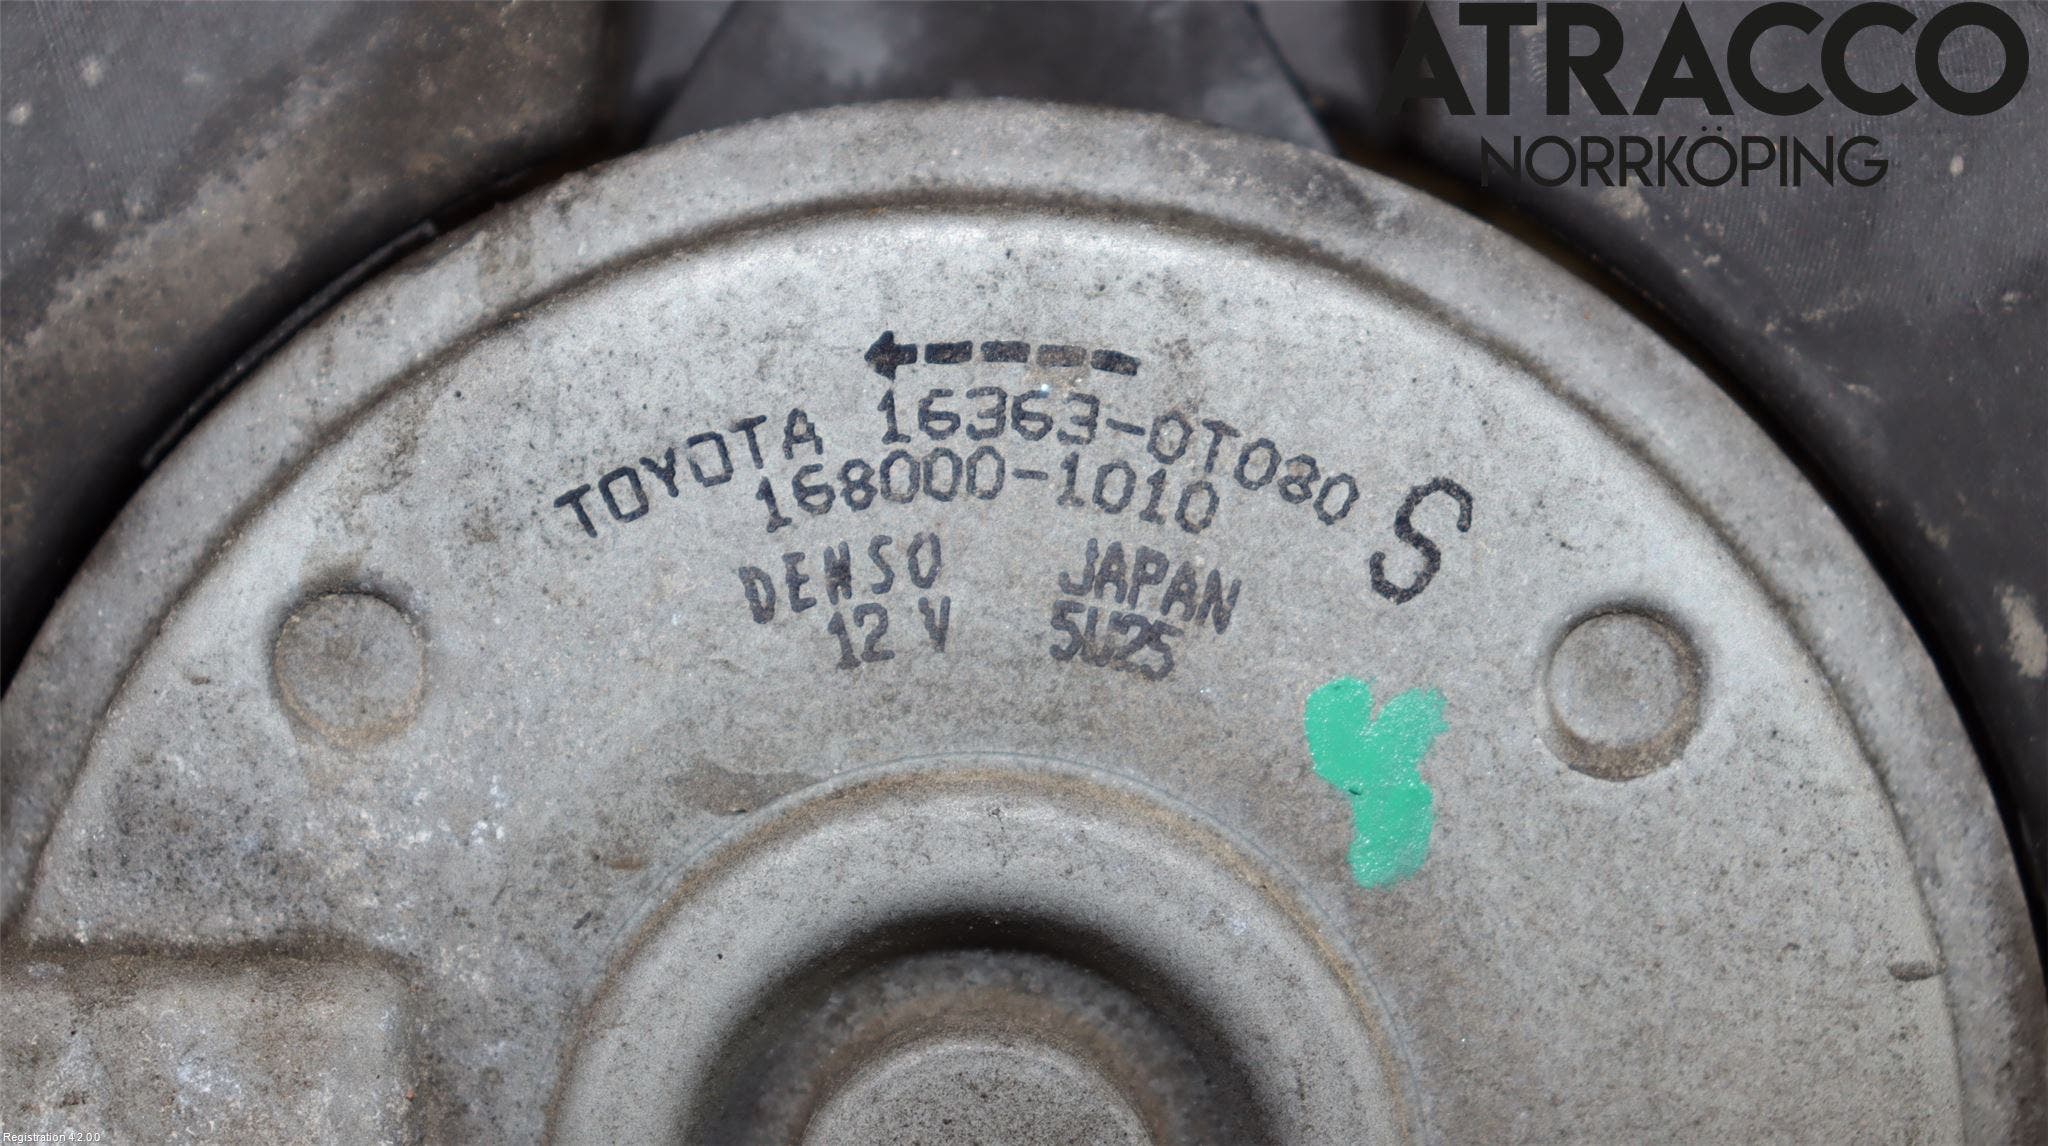 ATRACCO
NORRKÖPING
TOYOTA 16363-0T080 S
168000-1010
DENSO JAPAN
12 V 5U25
Registration 4.2.0.0